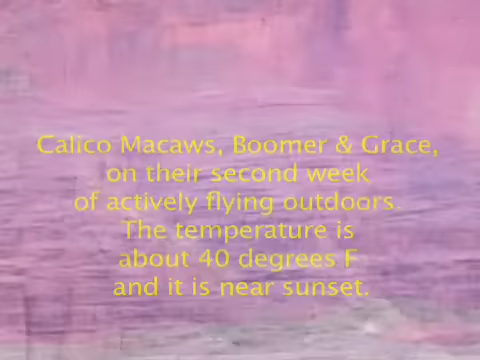 Calico Macaws, Boomer & Grace,
on their second week
of actively flying outdoors.
The temperature is
about 40 degrees F
and it is near sunset.